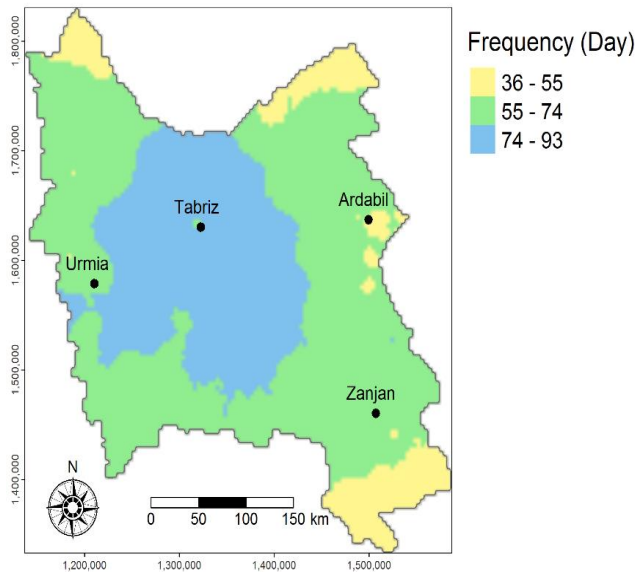 Frequency (Day)
36 - 55
55 - 74
74 - 93
1,800,000
1,700,000
1,600,000
1,500,000
1,400,000
Tabriz
Ardabil
Urmia
Zanjan
N
0 50 100 150 km
1,200,000 1,300,000 1,400,000 1,500,000